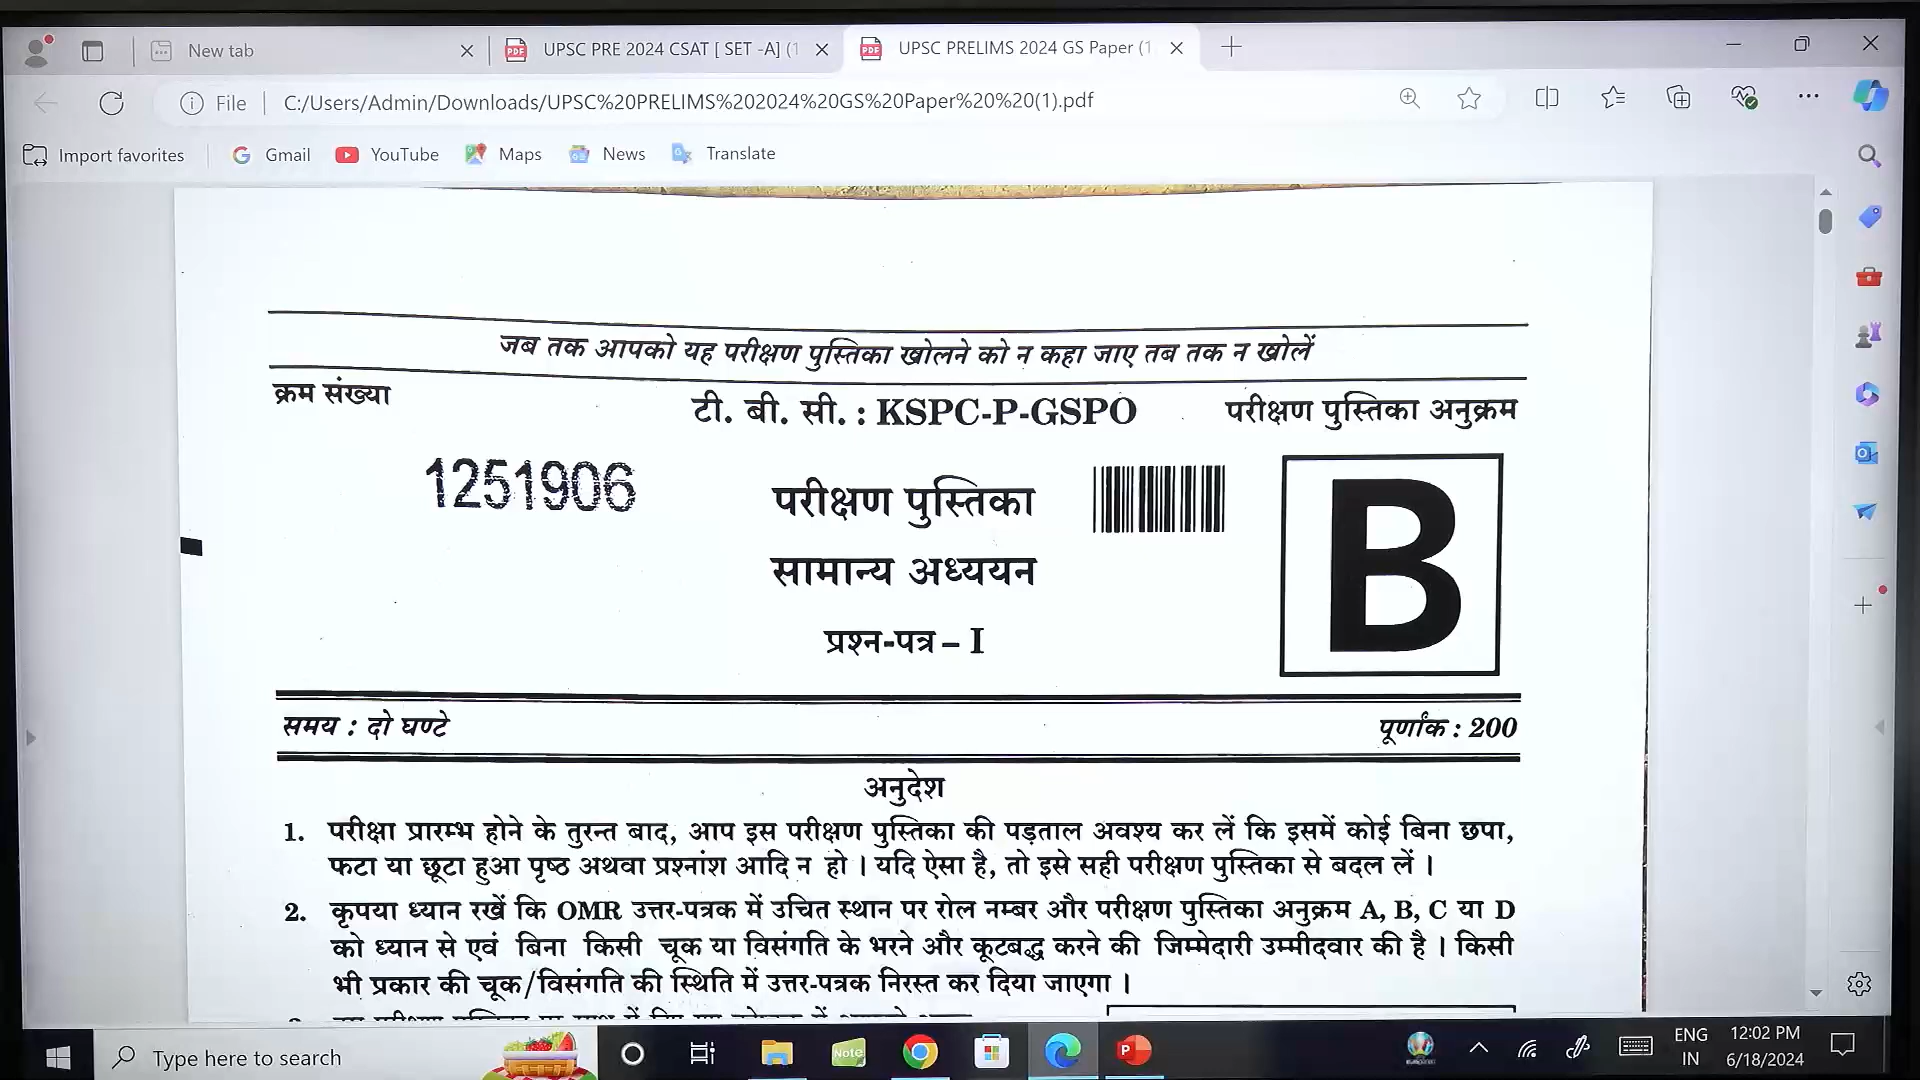 New tab
UPSC PRE 2024 CSAT [ SET -A] (1
UPSC PRELIMS 2024 GS Paper (1
File
C:/Users/Admin/Downloads/UPSC%20PRELIMS%202024%20GS%20Paper%20%20(1).pdf
Import favorites
Gmail
YouTube
Maps
News
Translate
जब तक आपको यह परीक्षण पुस्तिका खोलने को न कहा जाए तब तक न खोलें
क्रम संख्या
टी. बी. सी. : KSPC-P-GSPO
परीक्षण पुस्तिका अनुक्रम
1251906
परीक्षण पुस्तिका
B
सामान्य अध्ययन
प्रश्न-पत्र – I
समय : दो घण्टे
पूर्णांक : 200
अनुदेश
1. परीक्षा प्रारम्भ होने के तुरन्त बाद, आप इस परीक्षण पुस्तिका की पड़ताल अवश्य कर लें कि इसमें कोई बिना छपा,
फटा या छूटा हुआ पृष्ठ अथवा प्रश्नांश आदि न हो । यदि ऐसा है, तो इसे सही परीक्षण पुस्तिका से बदल लें ।
2. कृपया ध्यान रखें कि OMR उत्तर-पत्रक में उचित स्थान पर रोल नम्बर और परीक्षण पुस्तिका अनुक्रम A, B, C या D
को ध्यान से एवं बिना किसी चूक या विसंगति के भरने और कूटबद्ध करने की जिम्मेदारी उम्मीदवार की है । किसी
भी प्रकार की चूक/विसंगति की स्थिति में उत्तर-पत्रक निरस्त कर दिया जाएगा ।
Type here to search
Note
ENG
IN
12:02 PM
6/18/2024